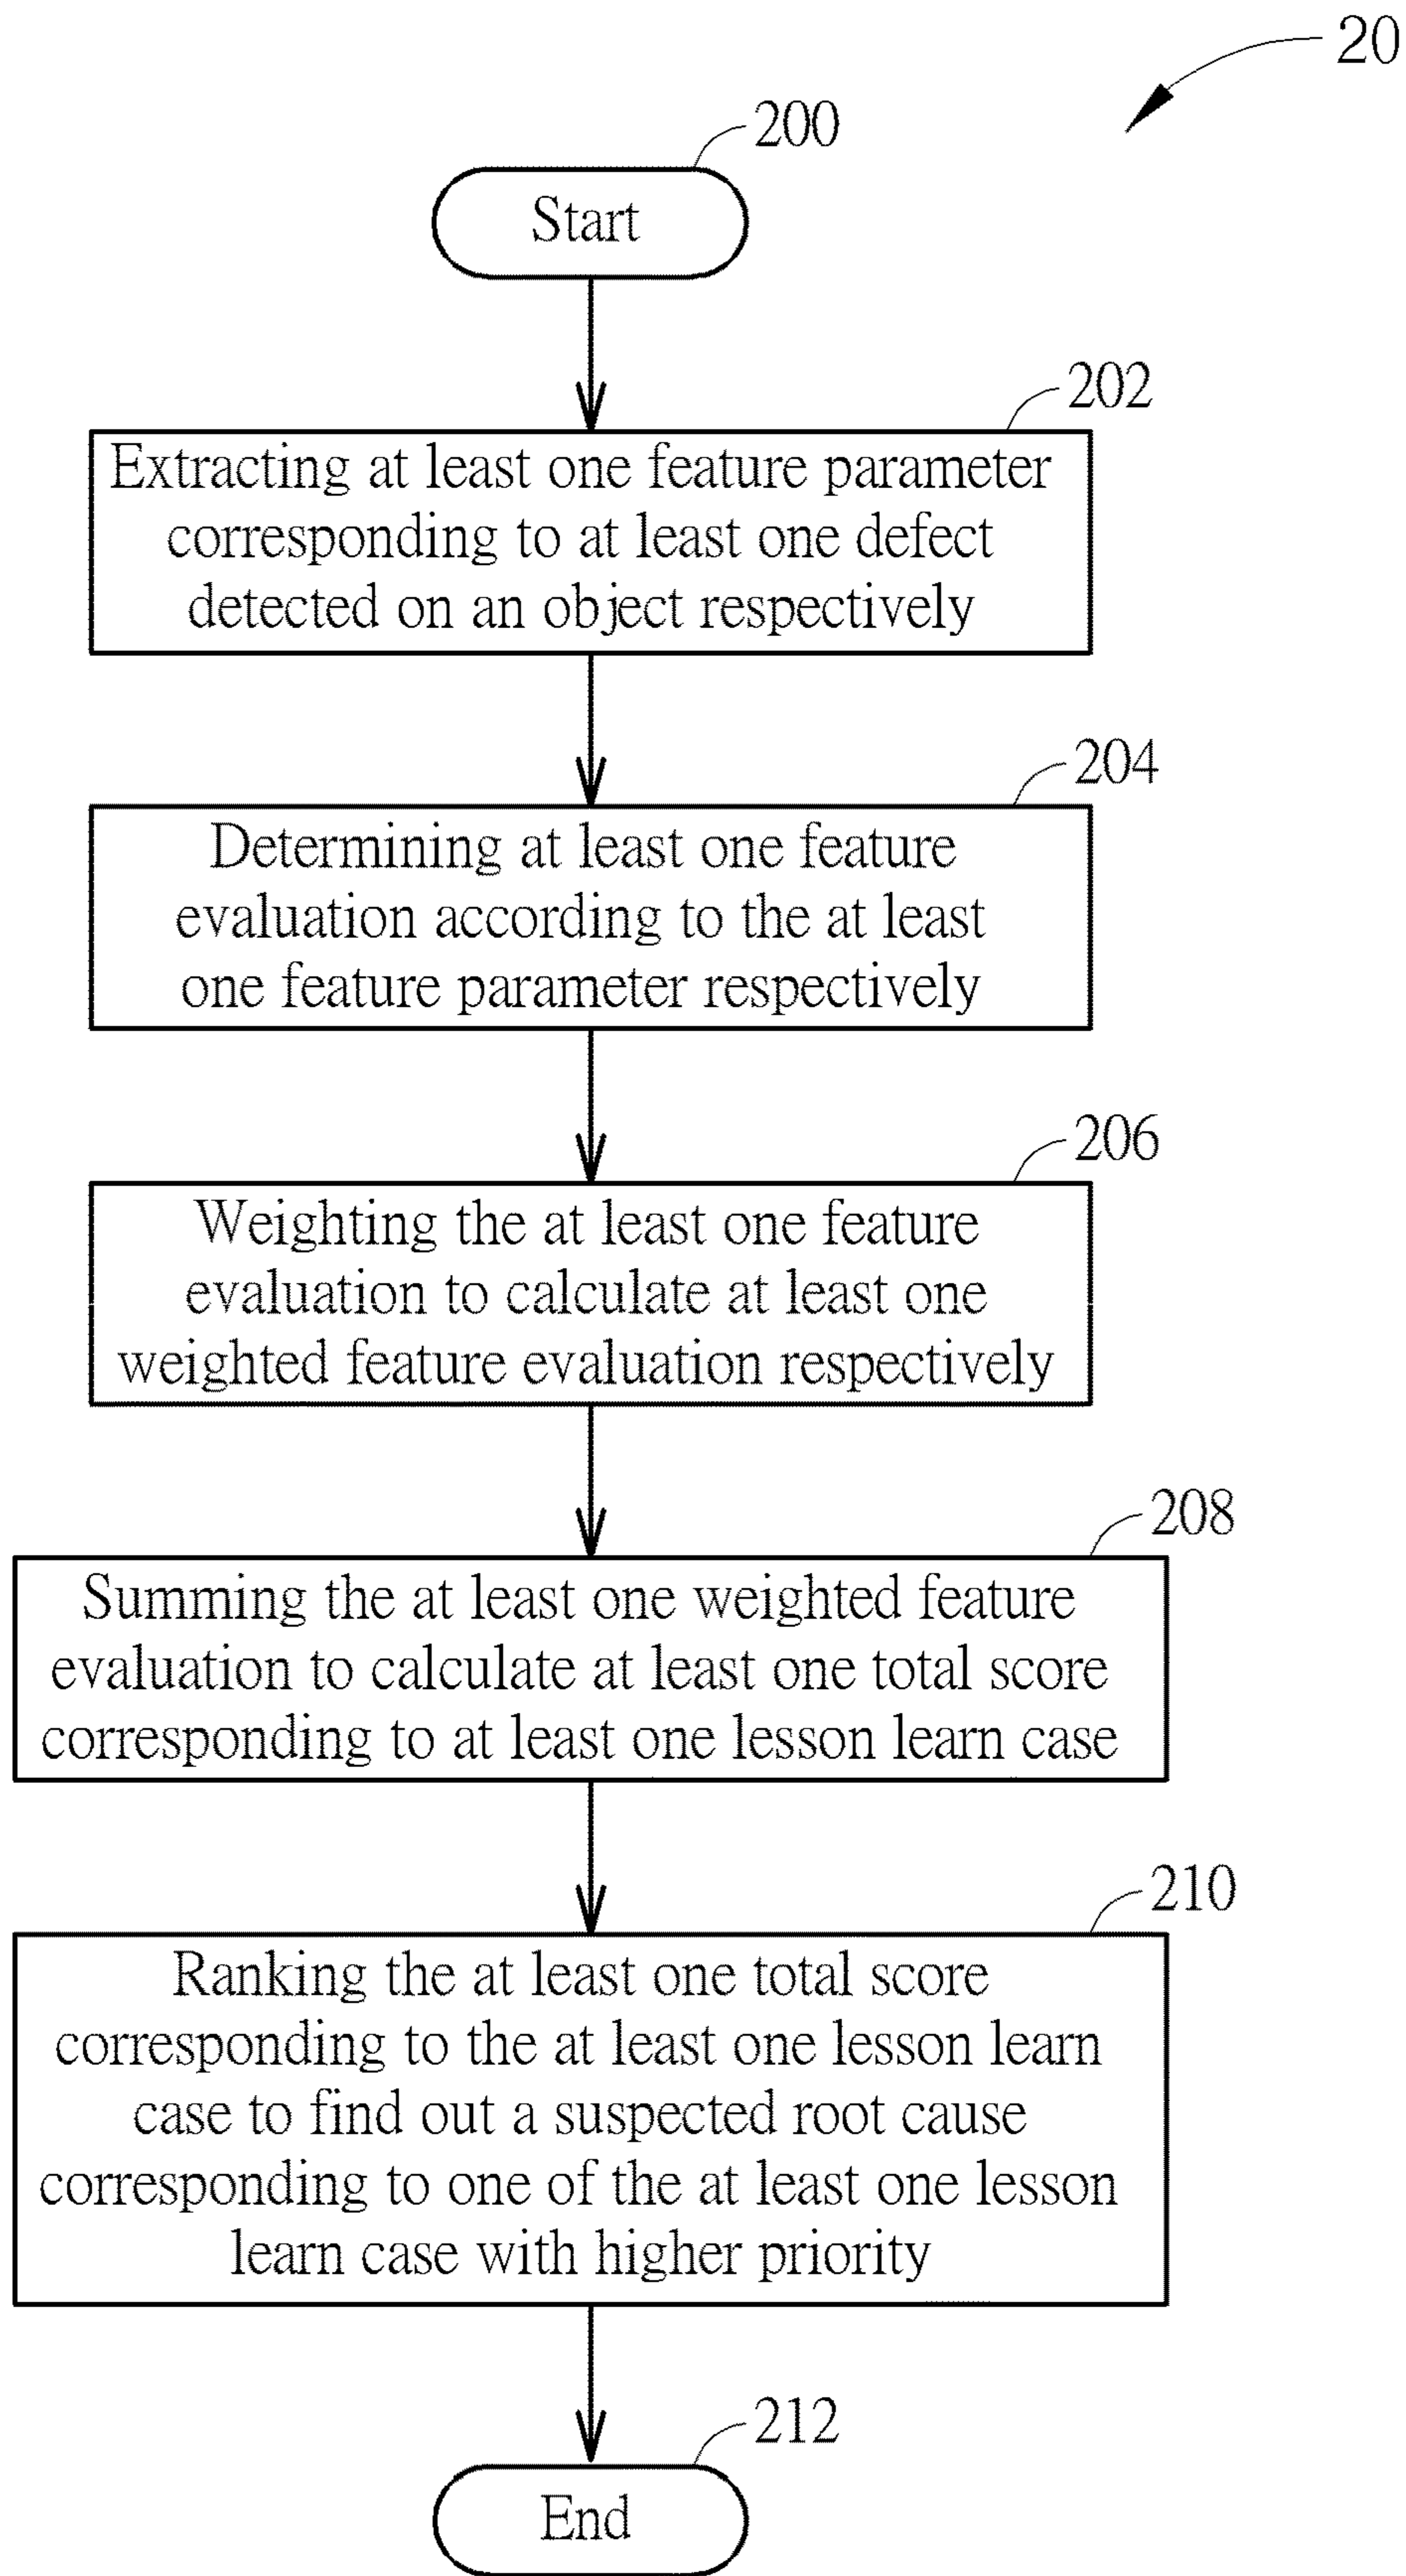 20
200
Start
202
Extracting at least one feature parameter
corresponding to at least one defect
detected on an object respectively
204
Determining at least one feature
evaluation according to the at least
one feature parameter respectively
206
Weighting the at least one feature
evaluation to calculate at least one
weighted feature evaluation respectively
208
Summing the at least one weighted feature
evaluation to calculate at least one total score
corresponding to at least one lesson learn case
210
Ranking the at least one total score
corresponding to the at least one lesson learn
case to find out a suspected root cause
corresponding to one of the at least one lesson
learn case with higher priority
212
End